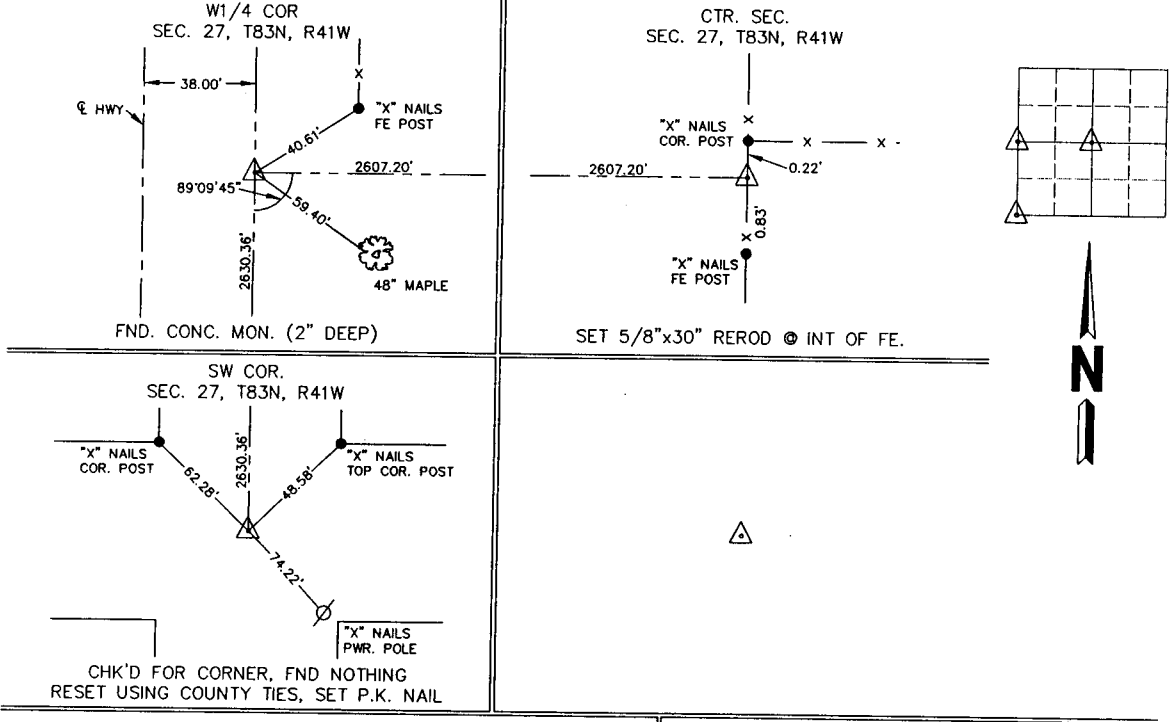 W1/4 COR
SEC. 27, T83N, R41W
38.00'
℄ HWY
"X" NAILS
FE POST
X
40.61'
2607.20'
89°09'45"
59.40'
2630.36'
48" MAPLE
FND. CONC. MON. (2" DEEP)
CTR. SEC.
SEC. 27, T83N, R41W
"X" NAILS
COR. POST
X
X
X
0.22'
2607.20'
0.83'
X
"X" NAILS
FE POST
SET 5/8"x30" REROD @ INT OF FE.
N
SW COR.
SEC. 27, T83N, R41W
"X" NAILS
COR. POST
2630.36'
"X" NAILS
TOP COR. POST
62.28'
48.58'
74.22'
"X" NAILS
PWR. POLE
CHK'D FOR CORNER, FND NOTHING
RESET USING COUNTY TIES, SET P.K. NAIL